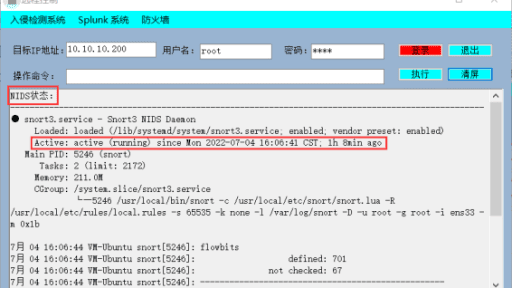 远程控制
入侵检测系统 Splunk 系统 防火墙
目标IP地址: 10.10.10.200 用户名: root 密码: **** 登录 退出
操作命令: 执行 清屏
NIDS状态:
● snort3.service - Snort3 NIDS Daemon
Loaded: loaded (/lib/systemd/system/snort3.service; enabled; vendor preset: enabled)
Active: active (running) since Mon 2022-07-04 16:06:41 CST; 1h 8min ago
Main PID: 5246 (snort)
Tasks: 2 (limit: 2172)
Memory: 211.0M
CGroup: /system.slice/snort3.service
└─5246 /usr/local/bin/snort -c /usr/local/etc/snort/snort.lua -R
/usr/local/etc/rules/local.rules -s 65535 -k none -l /var/log/snort -D -u root -g root -i ens33 -
m 0x1b
7月 04 16:06:44 VM-Ubuntu snort[5246]: flowbits
7月 04 16:06:44 VM-Ubuntu snort[5246]: defined: 701
7月 04 16:06:44 VM-Ubuntu snort[5246]: not checked: 67
7月 04 16:06:44 VM-Ubuntu snort[5246]: --------------------------------------------------